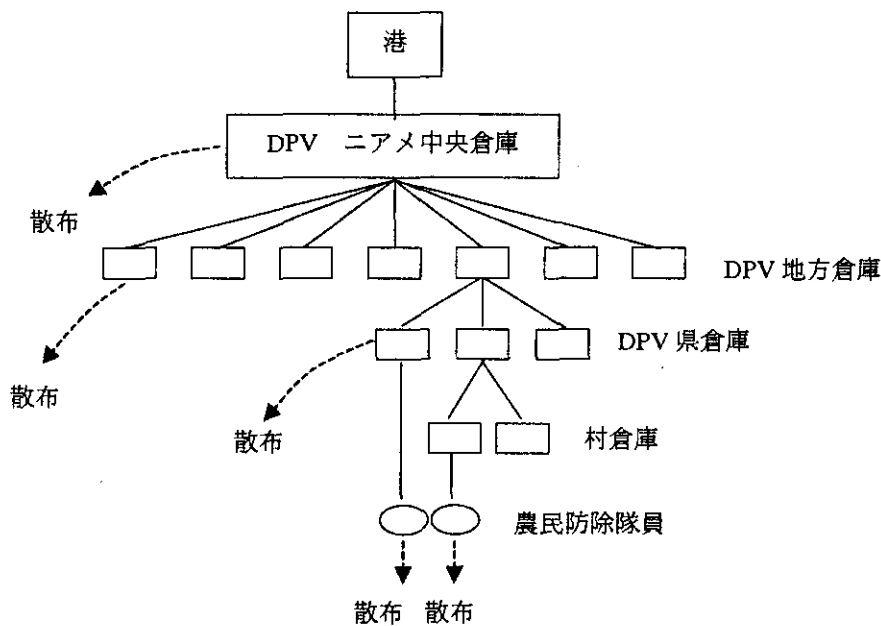 港
DPV ニアメ中央倉庫
散布
DPV 地方倉庫
DPV 県倉庫
散布
散布
村倉庫
農民防除隊員
散布 散布